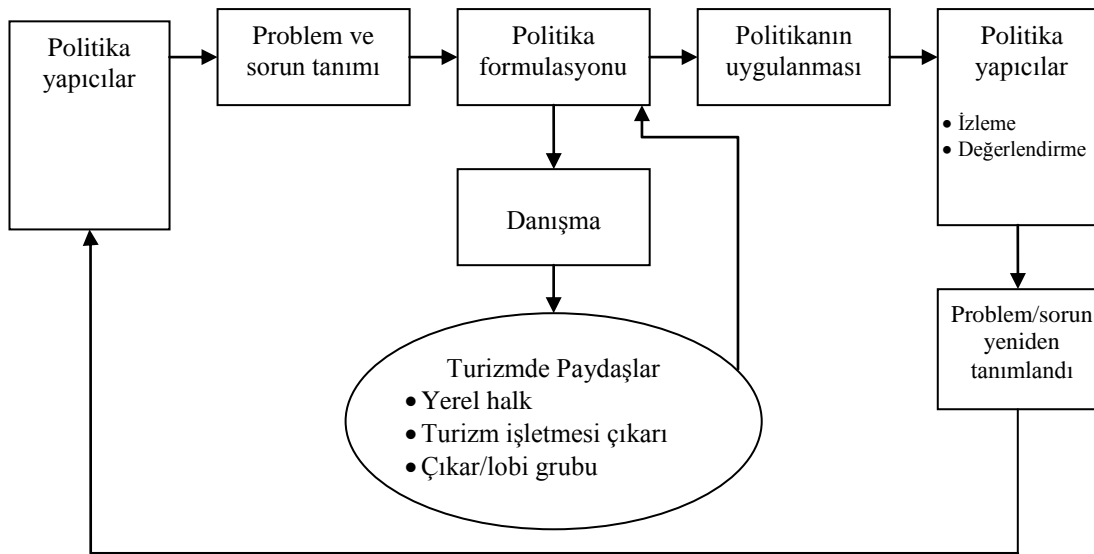 Politika
yapıcılar
Problem ve
sorun tanımı
Politika
formulasyonu
Politikanın
uygulanması
Politika
yapıcılar
• İzleme
• Değerlendirme
Danışma
Problem/sorun
yeniden
tanımlandı
Turizmde Paydaşlar
• Yerel halk
• Turizm işletmesi çıkarı
• Çıkar/lobi grubu